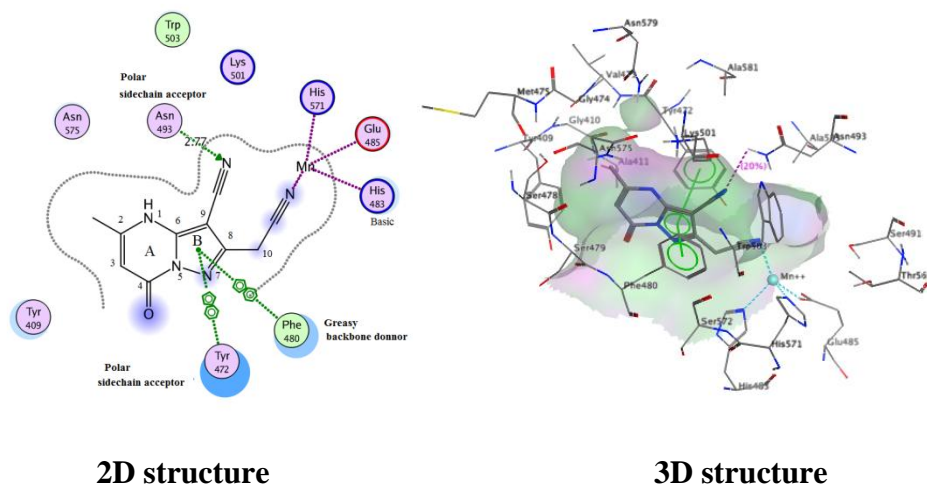 Trp
503
Lys
501
Polar
sidechain acceptor
His
571
Asn
575
Asn
493
Glu
485
2.77
N
Mn
N
His
483
Basic
H
N
1
2
3
4
5
6
7
8
9
10
A
B
N
N
O
Tyr
409
Phe
480
Greasy
backbone donnor
Polar
sidechain acceptor
Tyr
472
Asn579
Ala581
Val473
Met475
Gly474
Tyr472
Gly410
Lys501
Tyr409
Asn575
Asn493
Ala411
(20%)
Ser478
Ser491
Ser479
Phe480
Mn++
Thr56
Ser572
His571
Glu485
His483
2D structure
3D structure